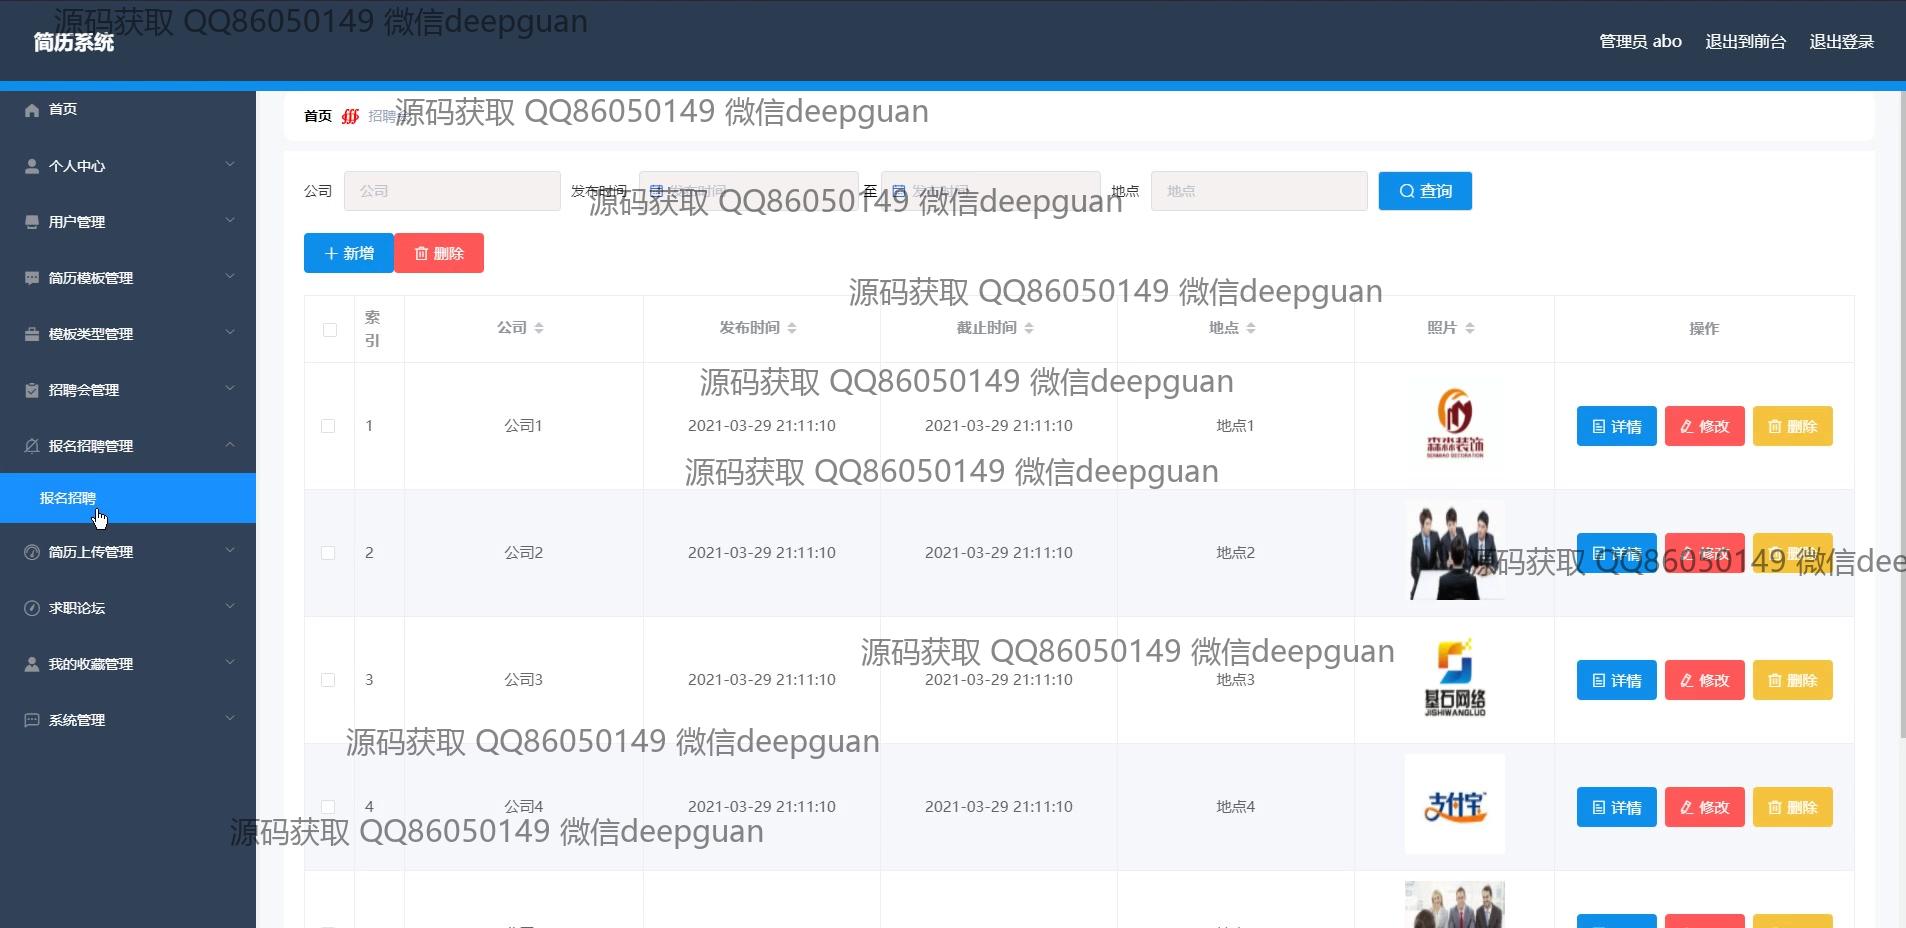 源码获取 QQ86050149 微信deepguan
简历系统
管理员 abo 退出到前台 退出登录
首页
个人中心
用户管理
简历模板管理
模板类型管理
招聘会管理
报名招聘管理
报名招聘
简历上传管理
求职论坛
我的收藏管理
系统管理
首页 招聘会
源码获取 QQ86050149 微信deepguan
公司 公司 发布时间 发布时间 至 发布时间 地点 地点 查询
源码获取 QQ86050149 微信deepguan
新增 删除
源码获取 QQ86050149 微信deepguan
索引 公司 发布时间 截止时间 地点 照片 操作
源码获取 QQ86050149 微信deepguan
1 公司1 2021-03-29 21:11:10 2021-03-29 21:11:10 地点1 详情 修改 删除
森淼装饰
SENMIAO DECORATION
源码获取 QQ86050149 微信deepguan
2 公司2 2021-03-29 21:11:10 2021-03-29 21:11:10 地点2 详情 修改 删除
源码获取 QQ86050149 微信dee
源码获取 QQ86050149 微信deepguan
3 公司3 2021-03-29 21:11:10 2021-03-29 21:11:10 地点3 详情 修改 删除
基石网络
JISHIWANGLUO
源码获取 QQ86050149 微信deepguan
4 公司4 2021-03-29 21:11:10 2021-03-29 21:11:10 地点4 支付宝 详情 修改 删除
源码获取 QQ86050149 微信deepguan